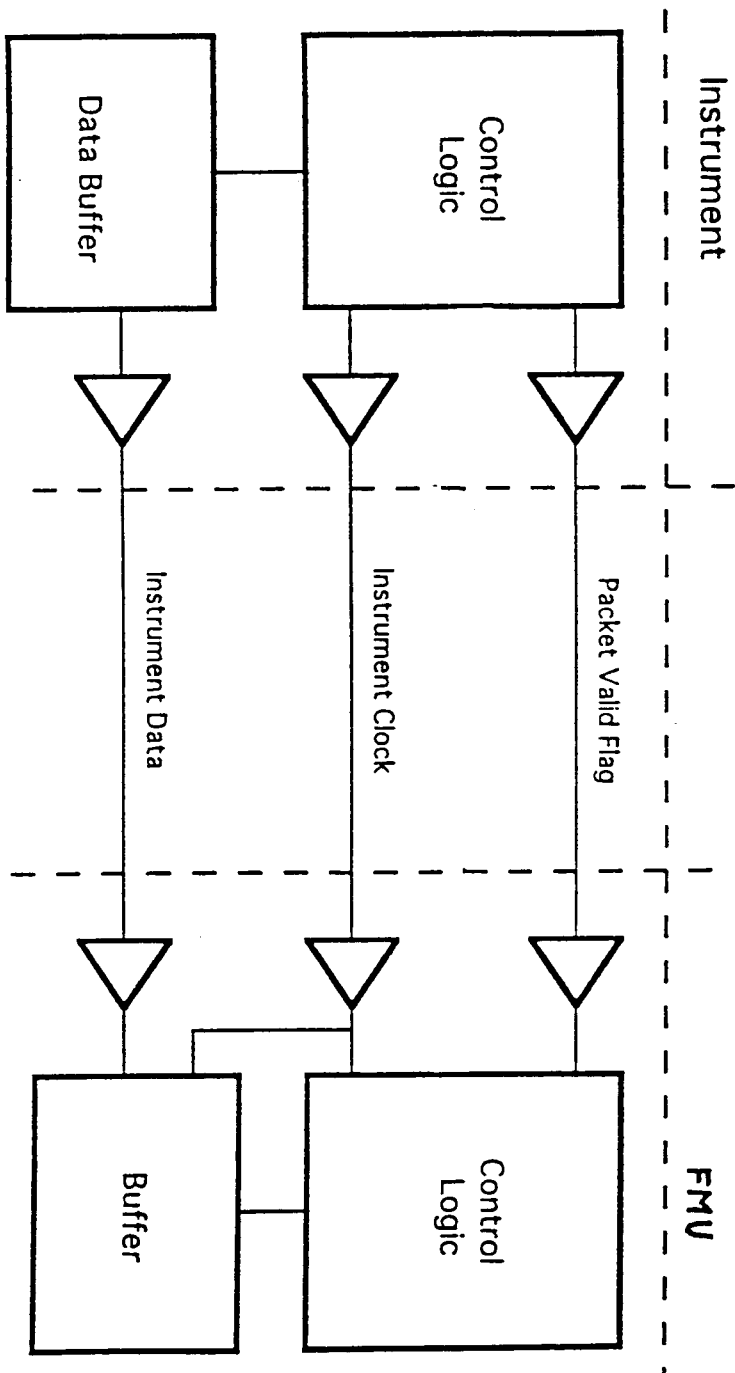 Instrument
FMU
Control
Logic
Packet Valid Flag
Control
Logic
Instrument Clock
Data Buffer
Instrument Data
Buffer